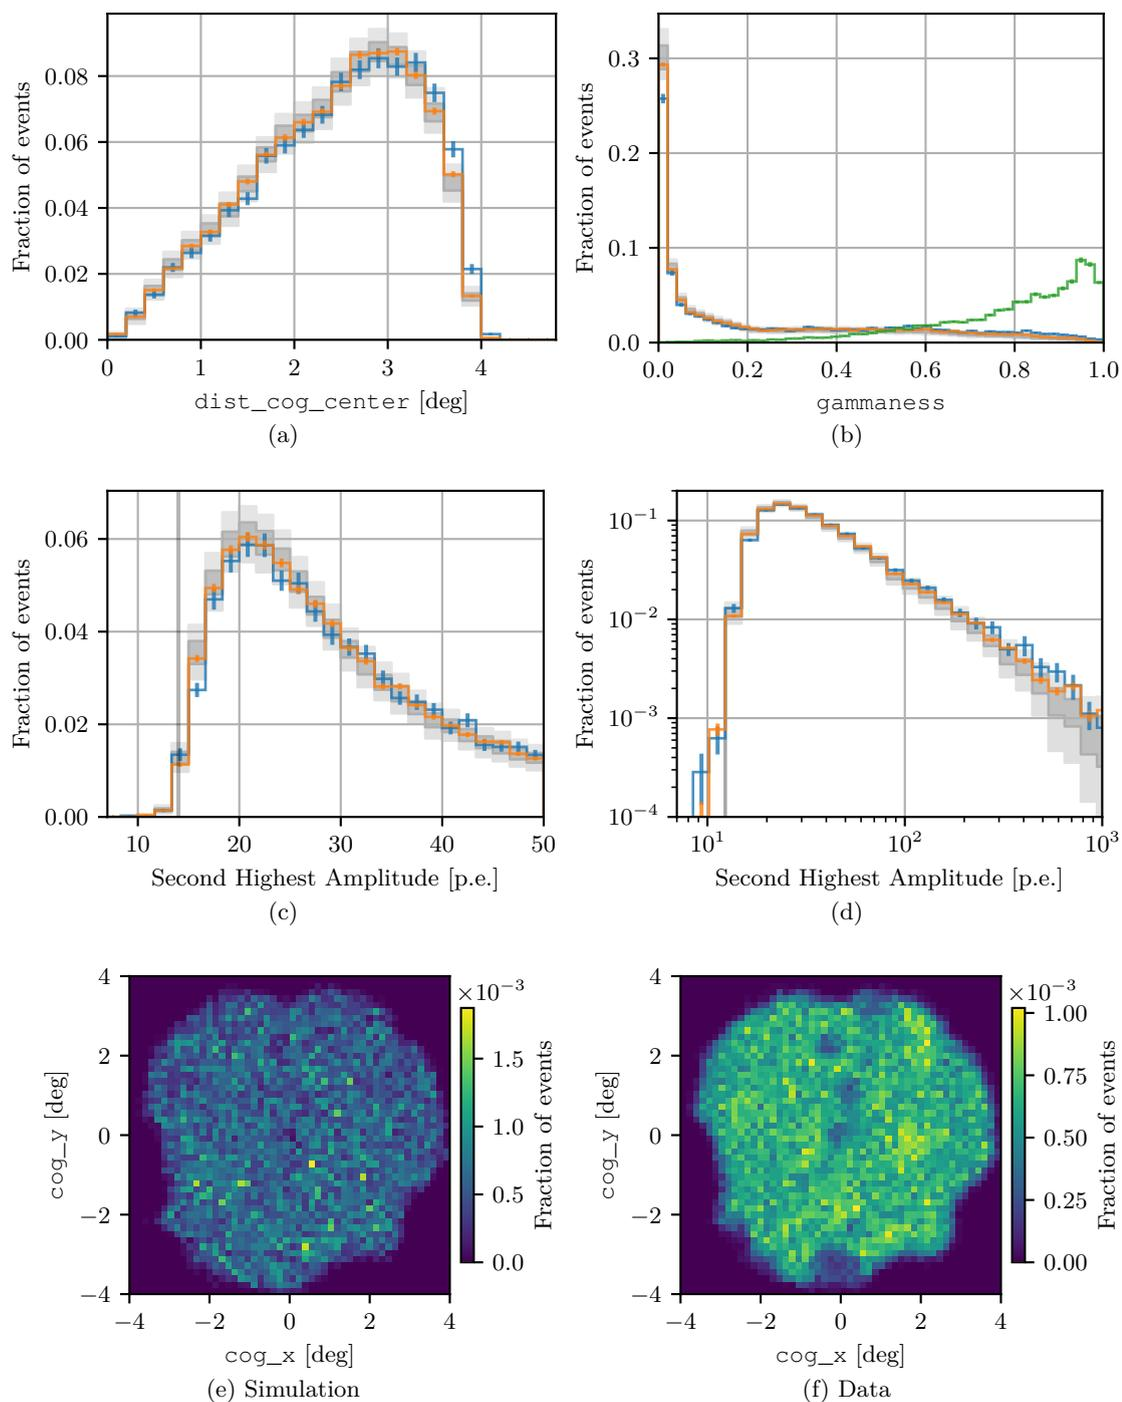 Fraction of events
0.08
0.06
0.04
0.02
0.00
0 1 2 3 4
dist_cog_center [deg]
(a)
Fraction of events
0.3
0.2
0.1
0.0
0.0 0.2 0.4 0.6 0.8 1.0
gammaness
(b)
Fraction of events
0.06
0.04
0.02
0.00
10 20 30 40 50
Second Highest Amplitude [p.e.]
(c)
Fraction of events
10⁻¹
10⁻²
10⁻³
10⁻⁴
10¹ 10² 10³
Second Highest Amplitude [p.e.]
(d)
cog_y [deg]
4
2
0
−2
−4
−4 −2 0 2 4
cog_x [deg]
×10⁻³
1.5
1.0
0.5
0.0
Fraction of events
(e) Simulation
cog_y [deg]
4
2
0
−2
−4
−4 −2 0 2 4
cog_x [deg]
×10⁻³
1.00
0.75
0.50
0.25
0.00
Fraction of events
(f) Data